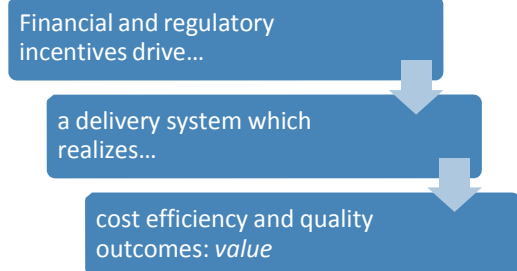 Financial and regulatory
incentives drive…
a delivery system which
realizes…
cost efficiency and quality
outcomes: value